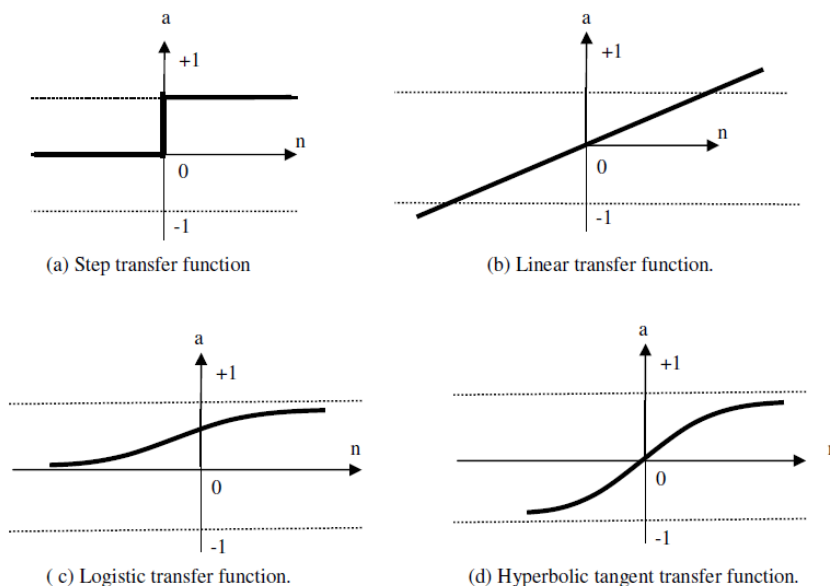 a
+1
n
0
-1
(a) Step transfer function
a
+1
n
0
-1
(b) Linear transfer function.
a
+1
n
0
-1
( c) Logistic transfer function.
a
+1
0
-1
(d) Hyperbolic tangent transfer function.